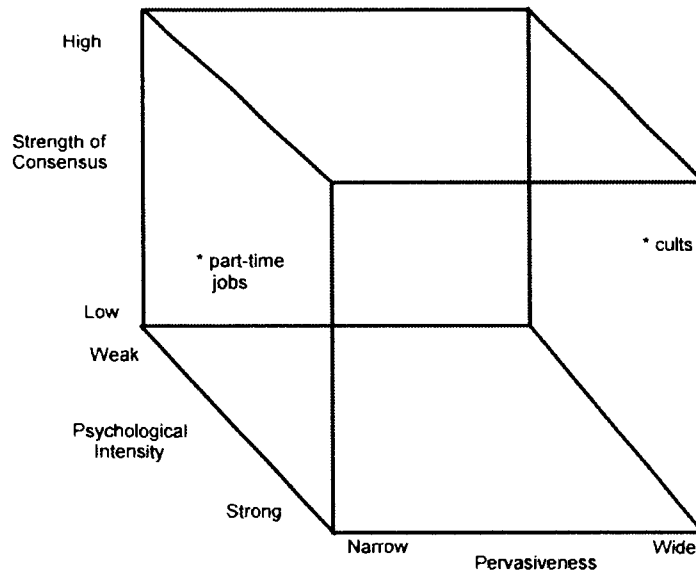 High
Strength of
Consensus
* cults
* part-time
jobs
Low
Weak
Psychological
Intensity
Strong
Narrow
Wide
Pervasiveness